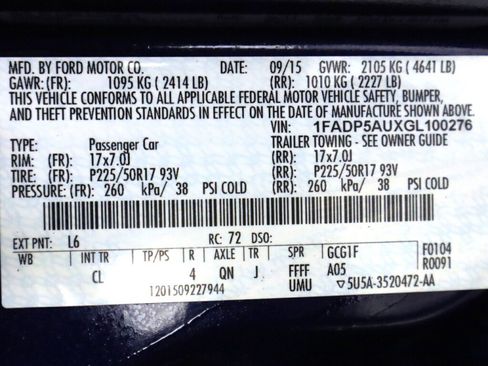 MFD. BY FORD MOTOR CO. DATE: 09/15 GVWR: 2105 KG ( 4641 LB)
GAWR:(FR): 1095 KG ( 2414 LB) (RR): 1010 KG ( 2227 LB)
THIS VEHICLE CONFORMS TO ALL APPLICABLE FEDERAL MOTOR VEHICLE SAFETY, BUMPER,
AND THEFT PREVENTION STANDARDS IN EFFECT ON THE DATE OF MANUFACTURE SHOWN ABOVE.
VIN: 1FADP5AUXGL100276
TYPE: Passenger Car TRAILER TOWING - SEE OWNER GUIDE
RIM: (FR): 17x7.0J (RR): 17x7.0J
TIRE: (FR): P225/50R17 93V (RR): P225/50R17 93V
PRESSURE: (FR): 260 kPa/ 38 PSI COLD (RR): 260 kPa/ 38 PSI COLD
EXT PNT: L6 RC: 72 DSO:
WB INT TR TP/PS R AXLE TR SPR GCG1F F0104
CL 4 QN J FFFF A05 R0091
1201509227944 UMU ▽5U5A-3520472-AA